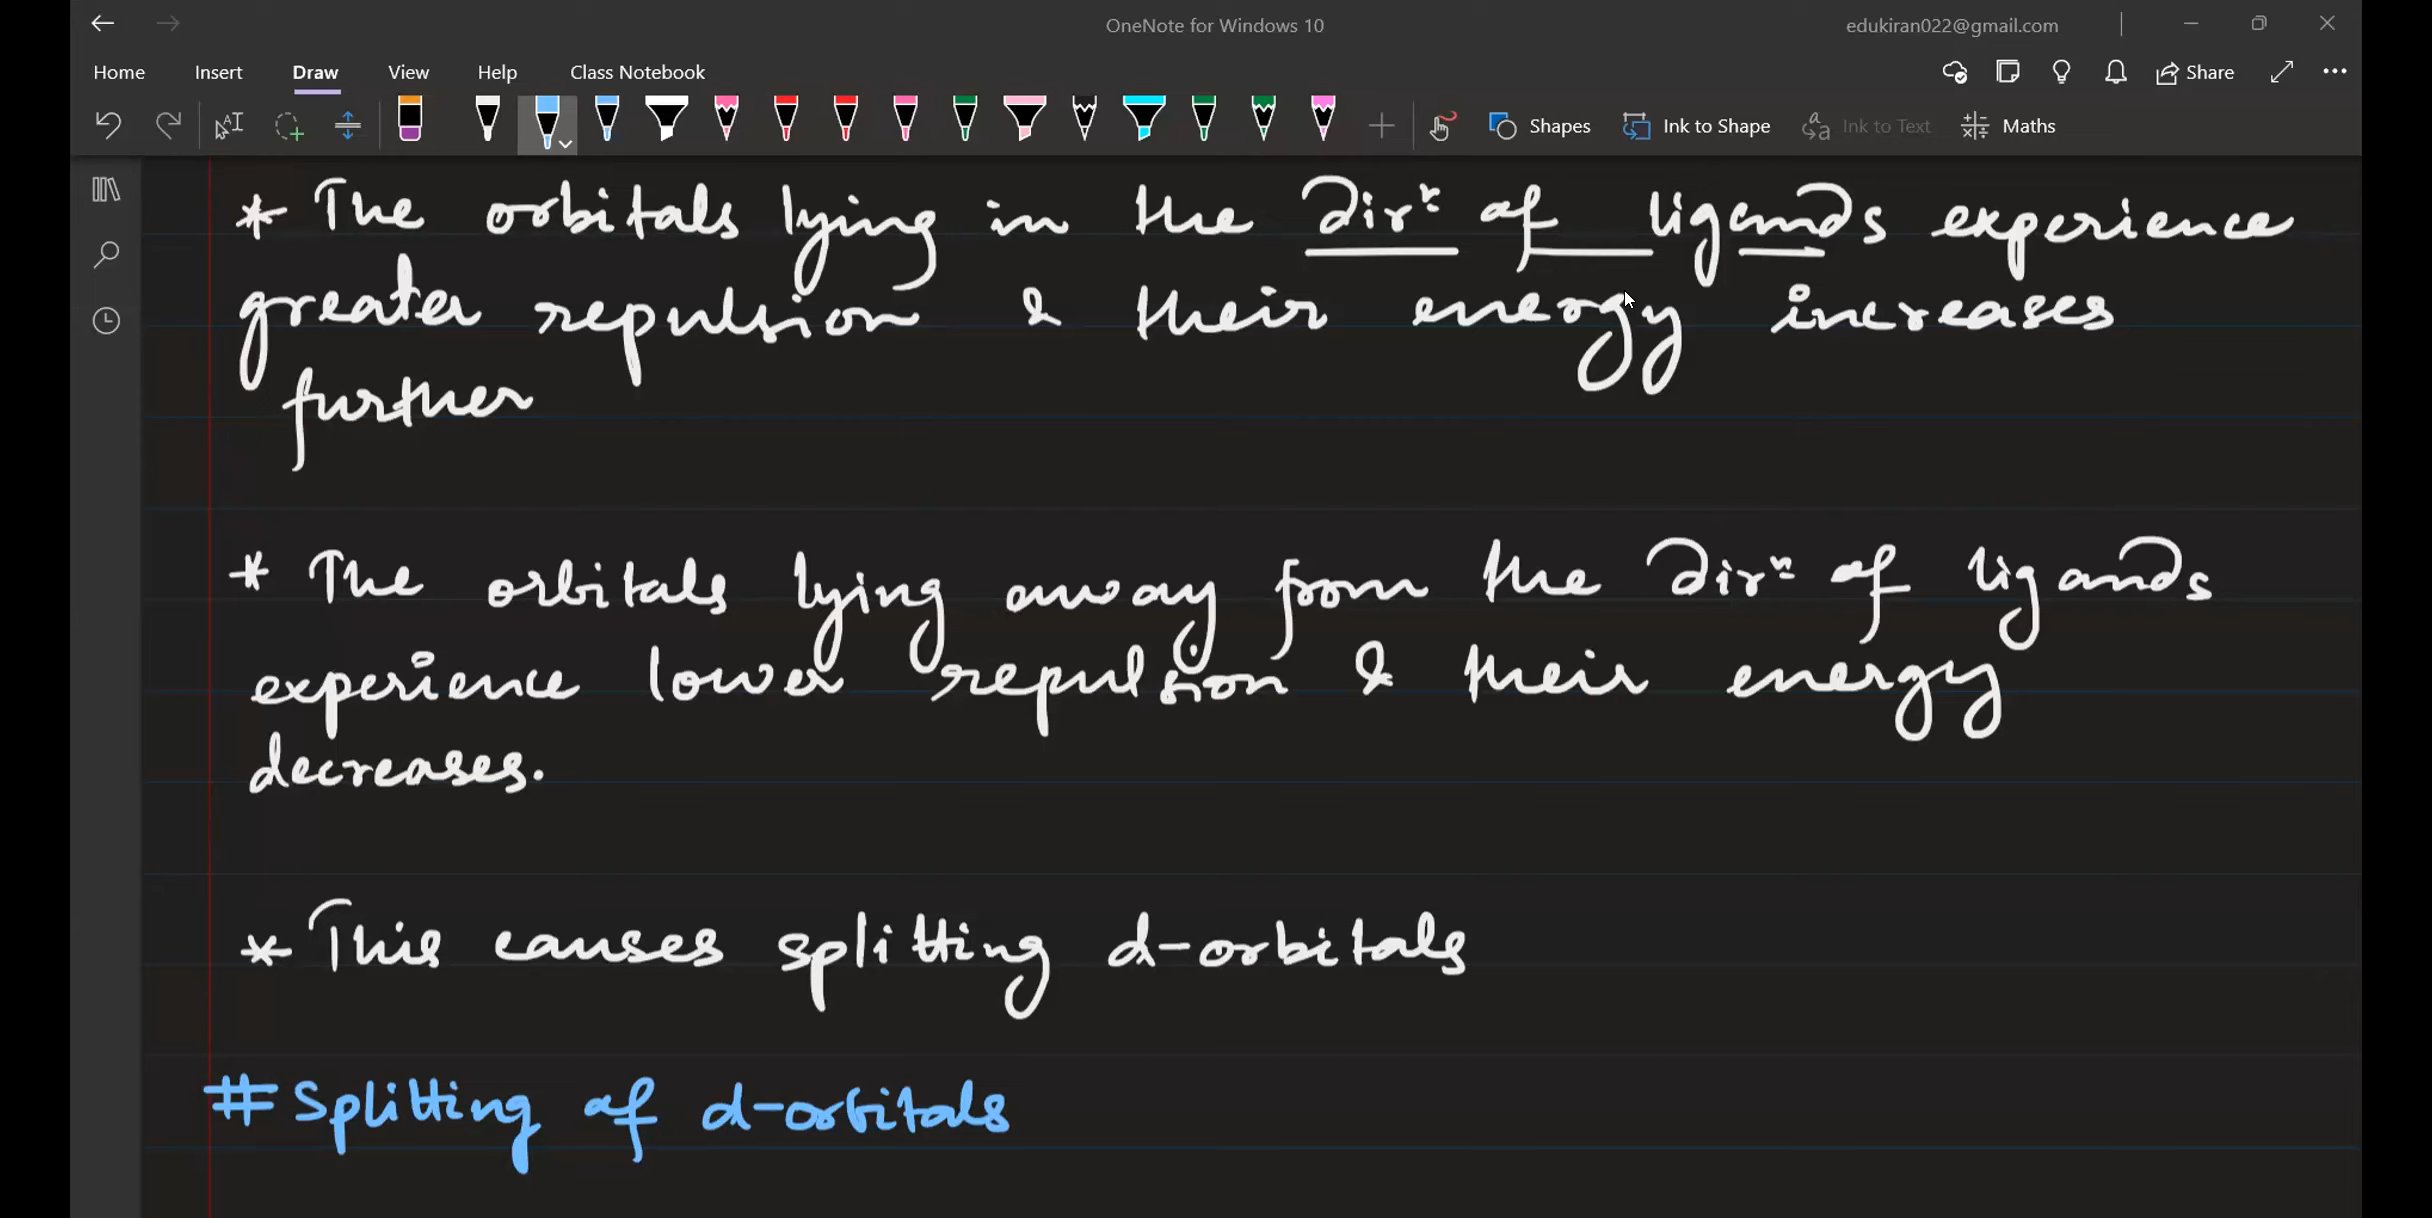 OneNote for Windows 10
edukiran022@gmail.com
Home Insert Draw View Help Class Notebook
Share
Shapes Ink to Shape Ink to Text Maths
* The orbitals lying in the dirⁿ of ligands experience
greater repulsion & their energy increases
further
* The orbitals lying away from the dirⁿ of ligands
experience lower repulsion & their energy
decreases.
* This causes splitting d-orbitals
# Splitting of d-orbitals